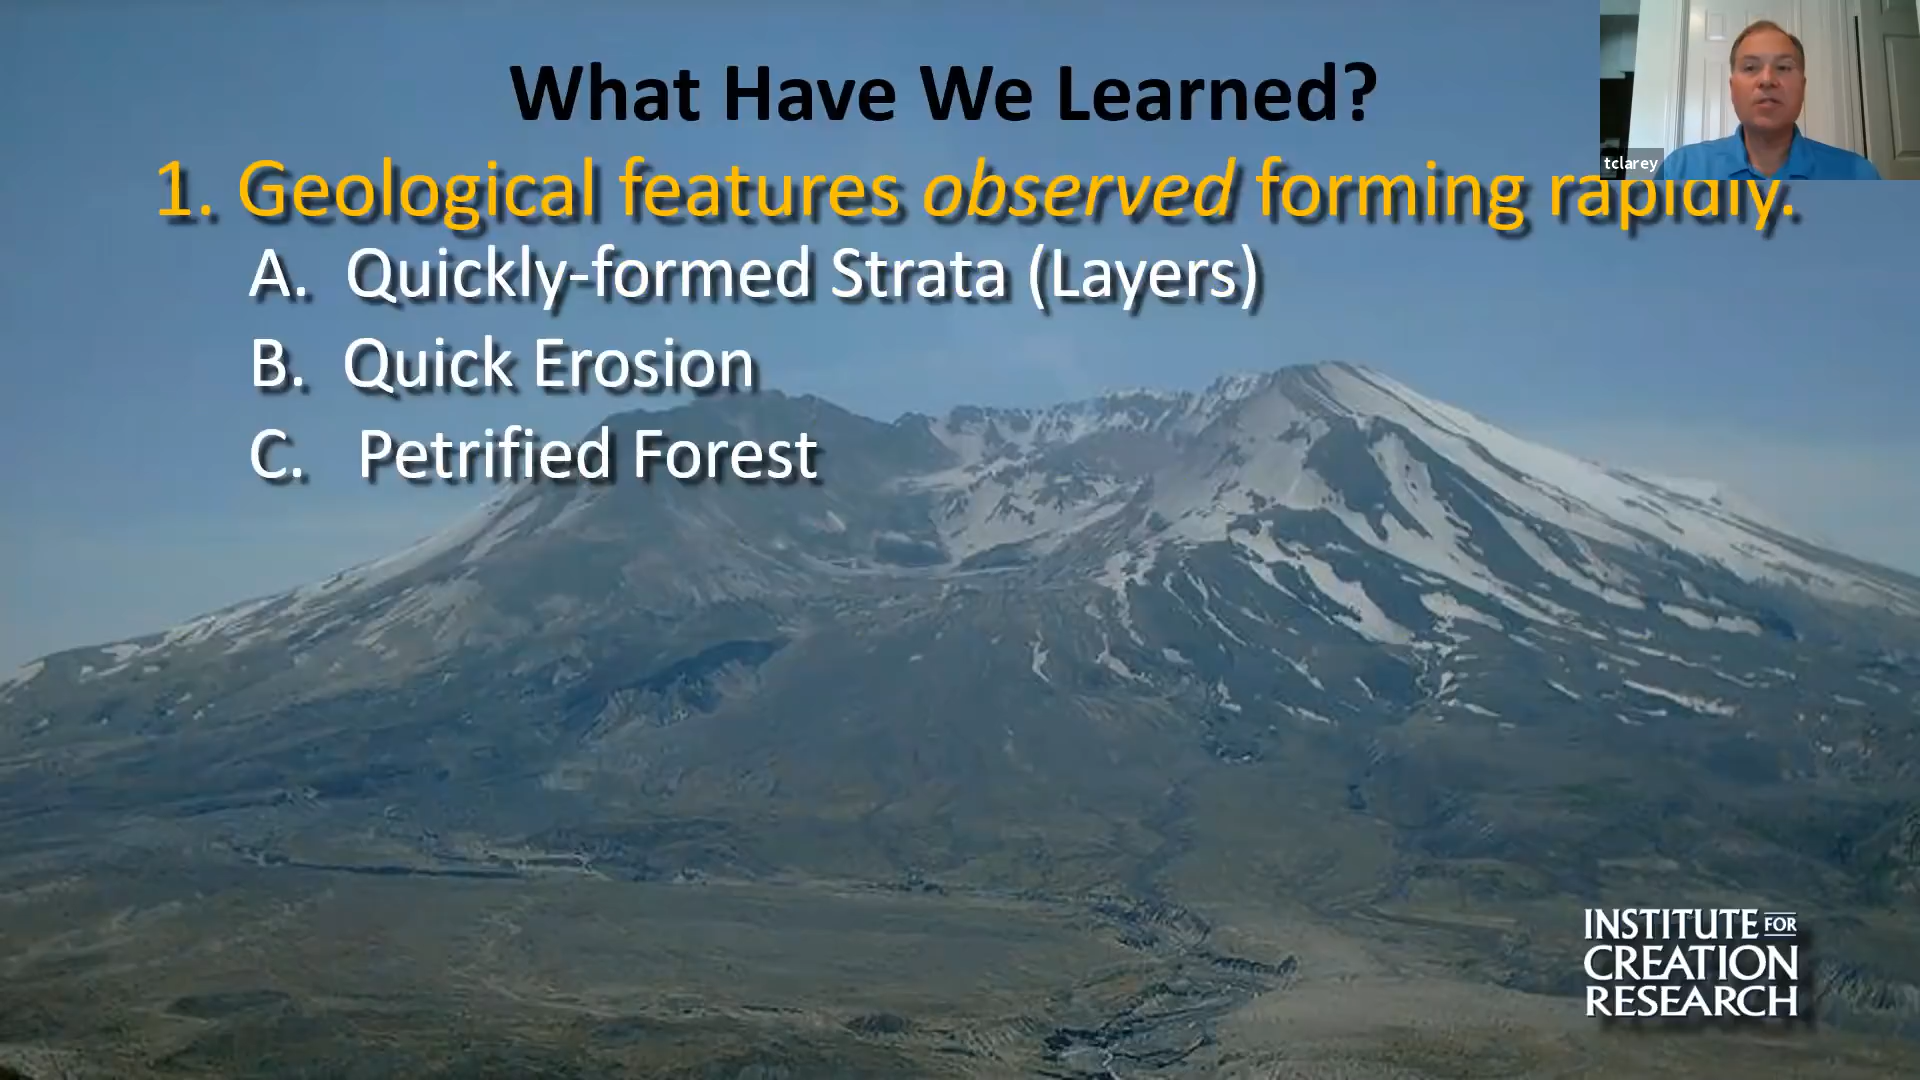 What Have We Learned?
tclarey
1. Geological features observed forming rapidly.
A. Quickly-formed Strata (Layers)
B. Quick Erosion
C. Petrified Forest
INSTITUTE FOR
CREATION
RESEARCH